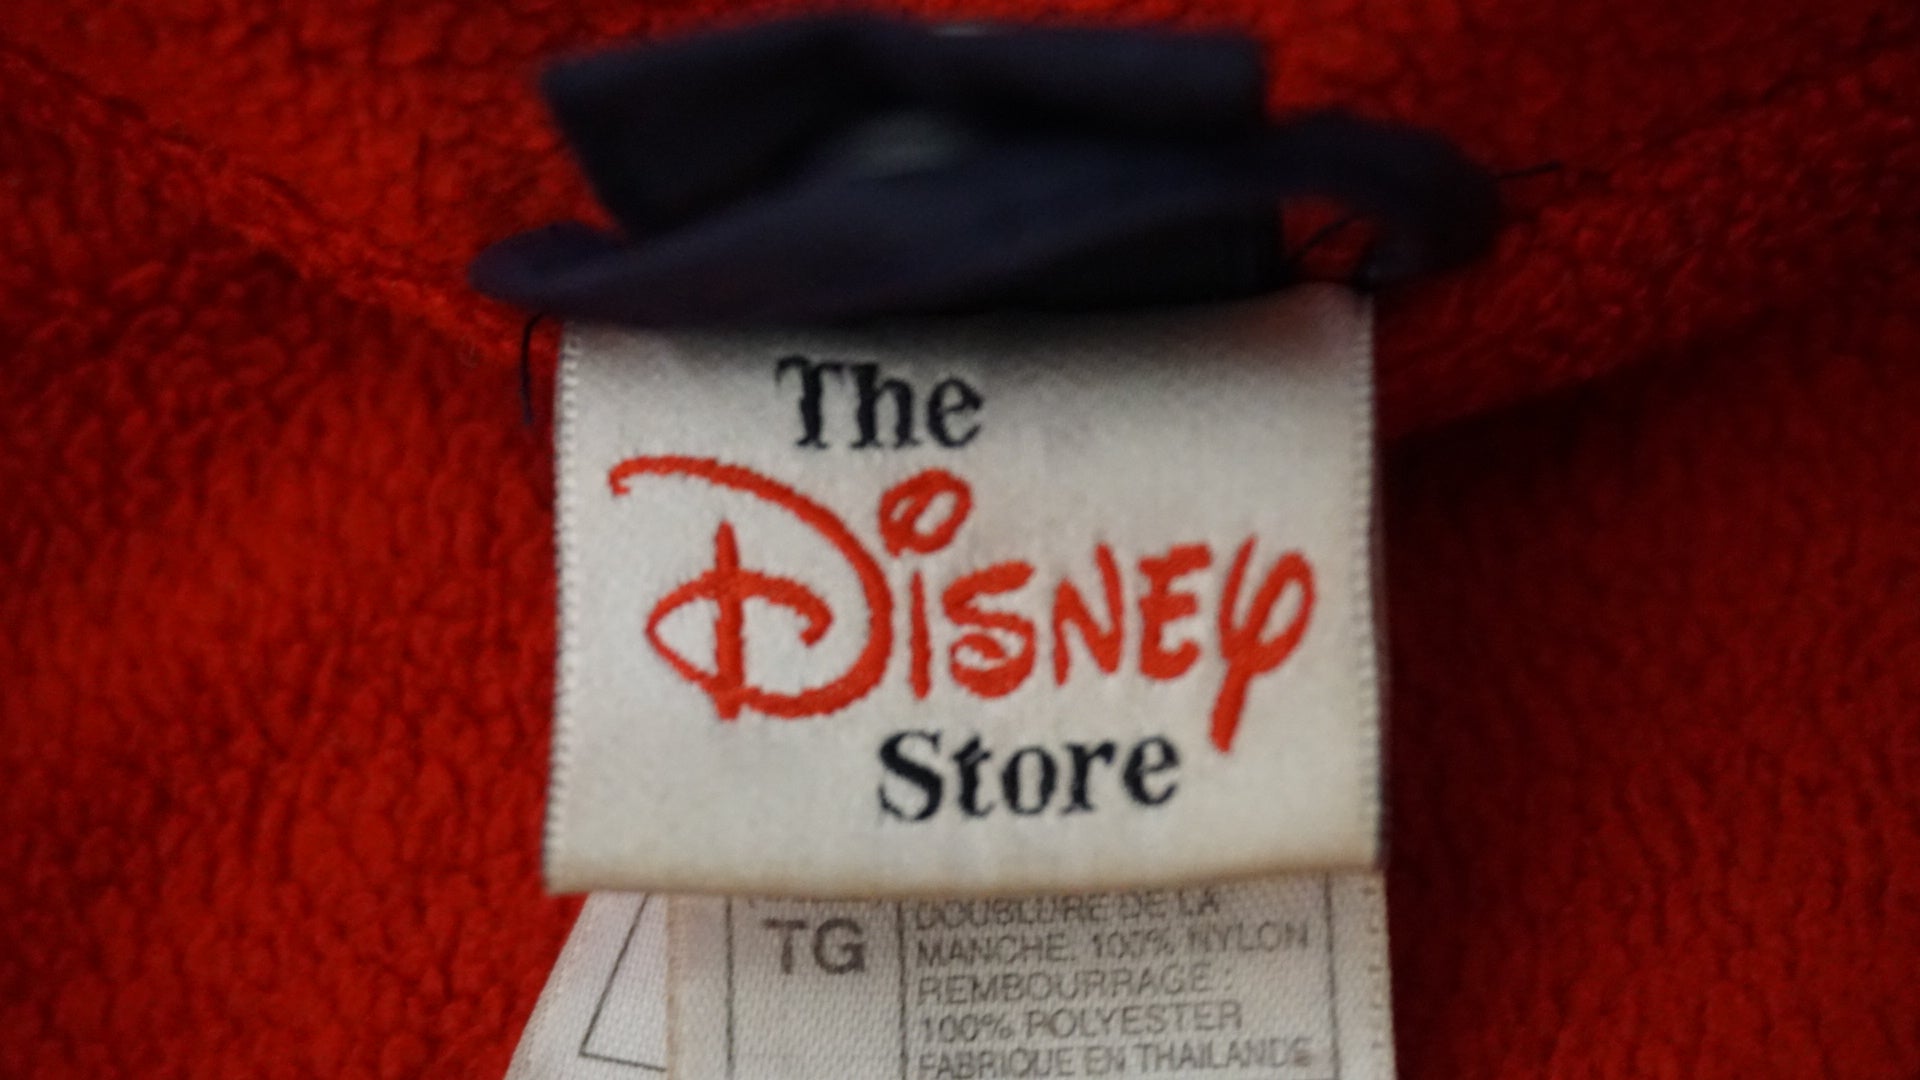 The
Disney
Store
TG
DOUBLURE DE LA
MANCHE: 100% NYLON
REMBOURRAGE:
100% POLYESTER
FABRIQUE EN THAILANDE